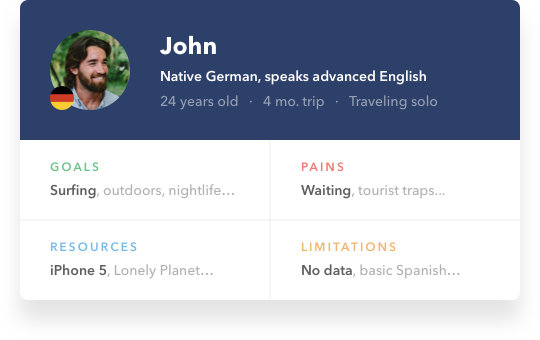 John
Native German, speaks advanced English
24 years old · 4 mo. trip · Traveling solo
GOALS
Surfing, outdoors, nightlife...
PAINS
Waiting, tourist traps...
RESOURCES
iPhone 5, Lonely Planet...
LIMITATIONS
No data, basic Spanish...